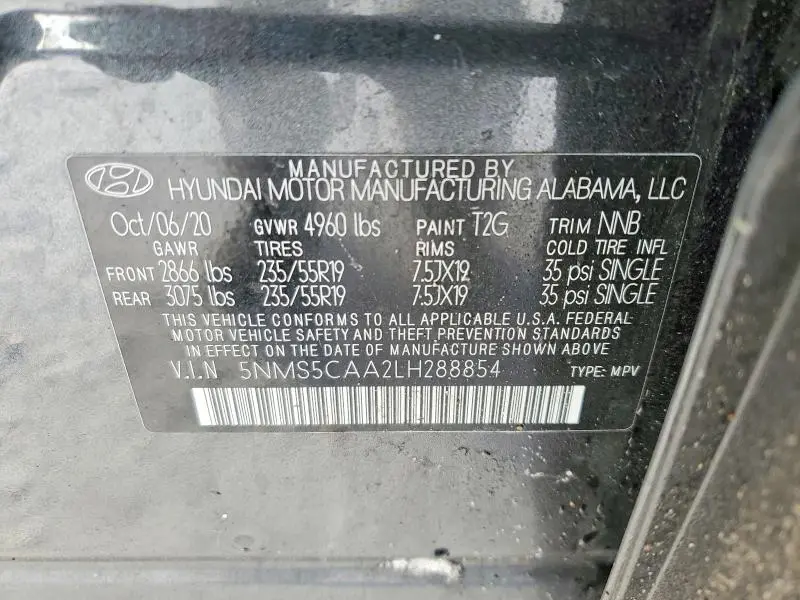 MANUFACTURED BY
HYUNDAI MOTOR MANUFACTURING ALABAMA, LLC
Oct/06/20 GVWR 4960 lbs PAINT T2G TRIM NNB
GAWR TIRES RIMS COLD TIRE INFL
FRONT 2866 lbs 235/55R19 7.5JX19 35 psi SINGLE
REAR 3075 lbs 235/55R19 7.5JX19 35 psi SINGLE
THIS VEHICLE CONFORMS TO ALL APPLICABLE U.S.A. FEDERAL
MOTOR VEHICLE SAFETY AND THEFT PREVENTION STANDARDS
IN EFFECT ON THE DATE OF MANUFACTURE SHOWN ABOVE.
V.I.N 5NMS5CAA2LH288854 TYPE: MPV